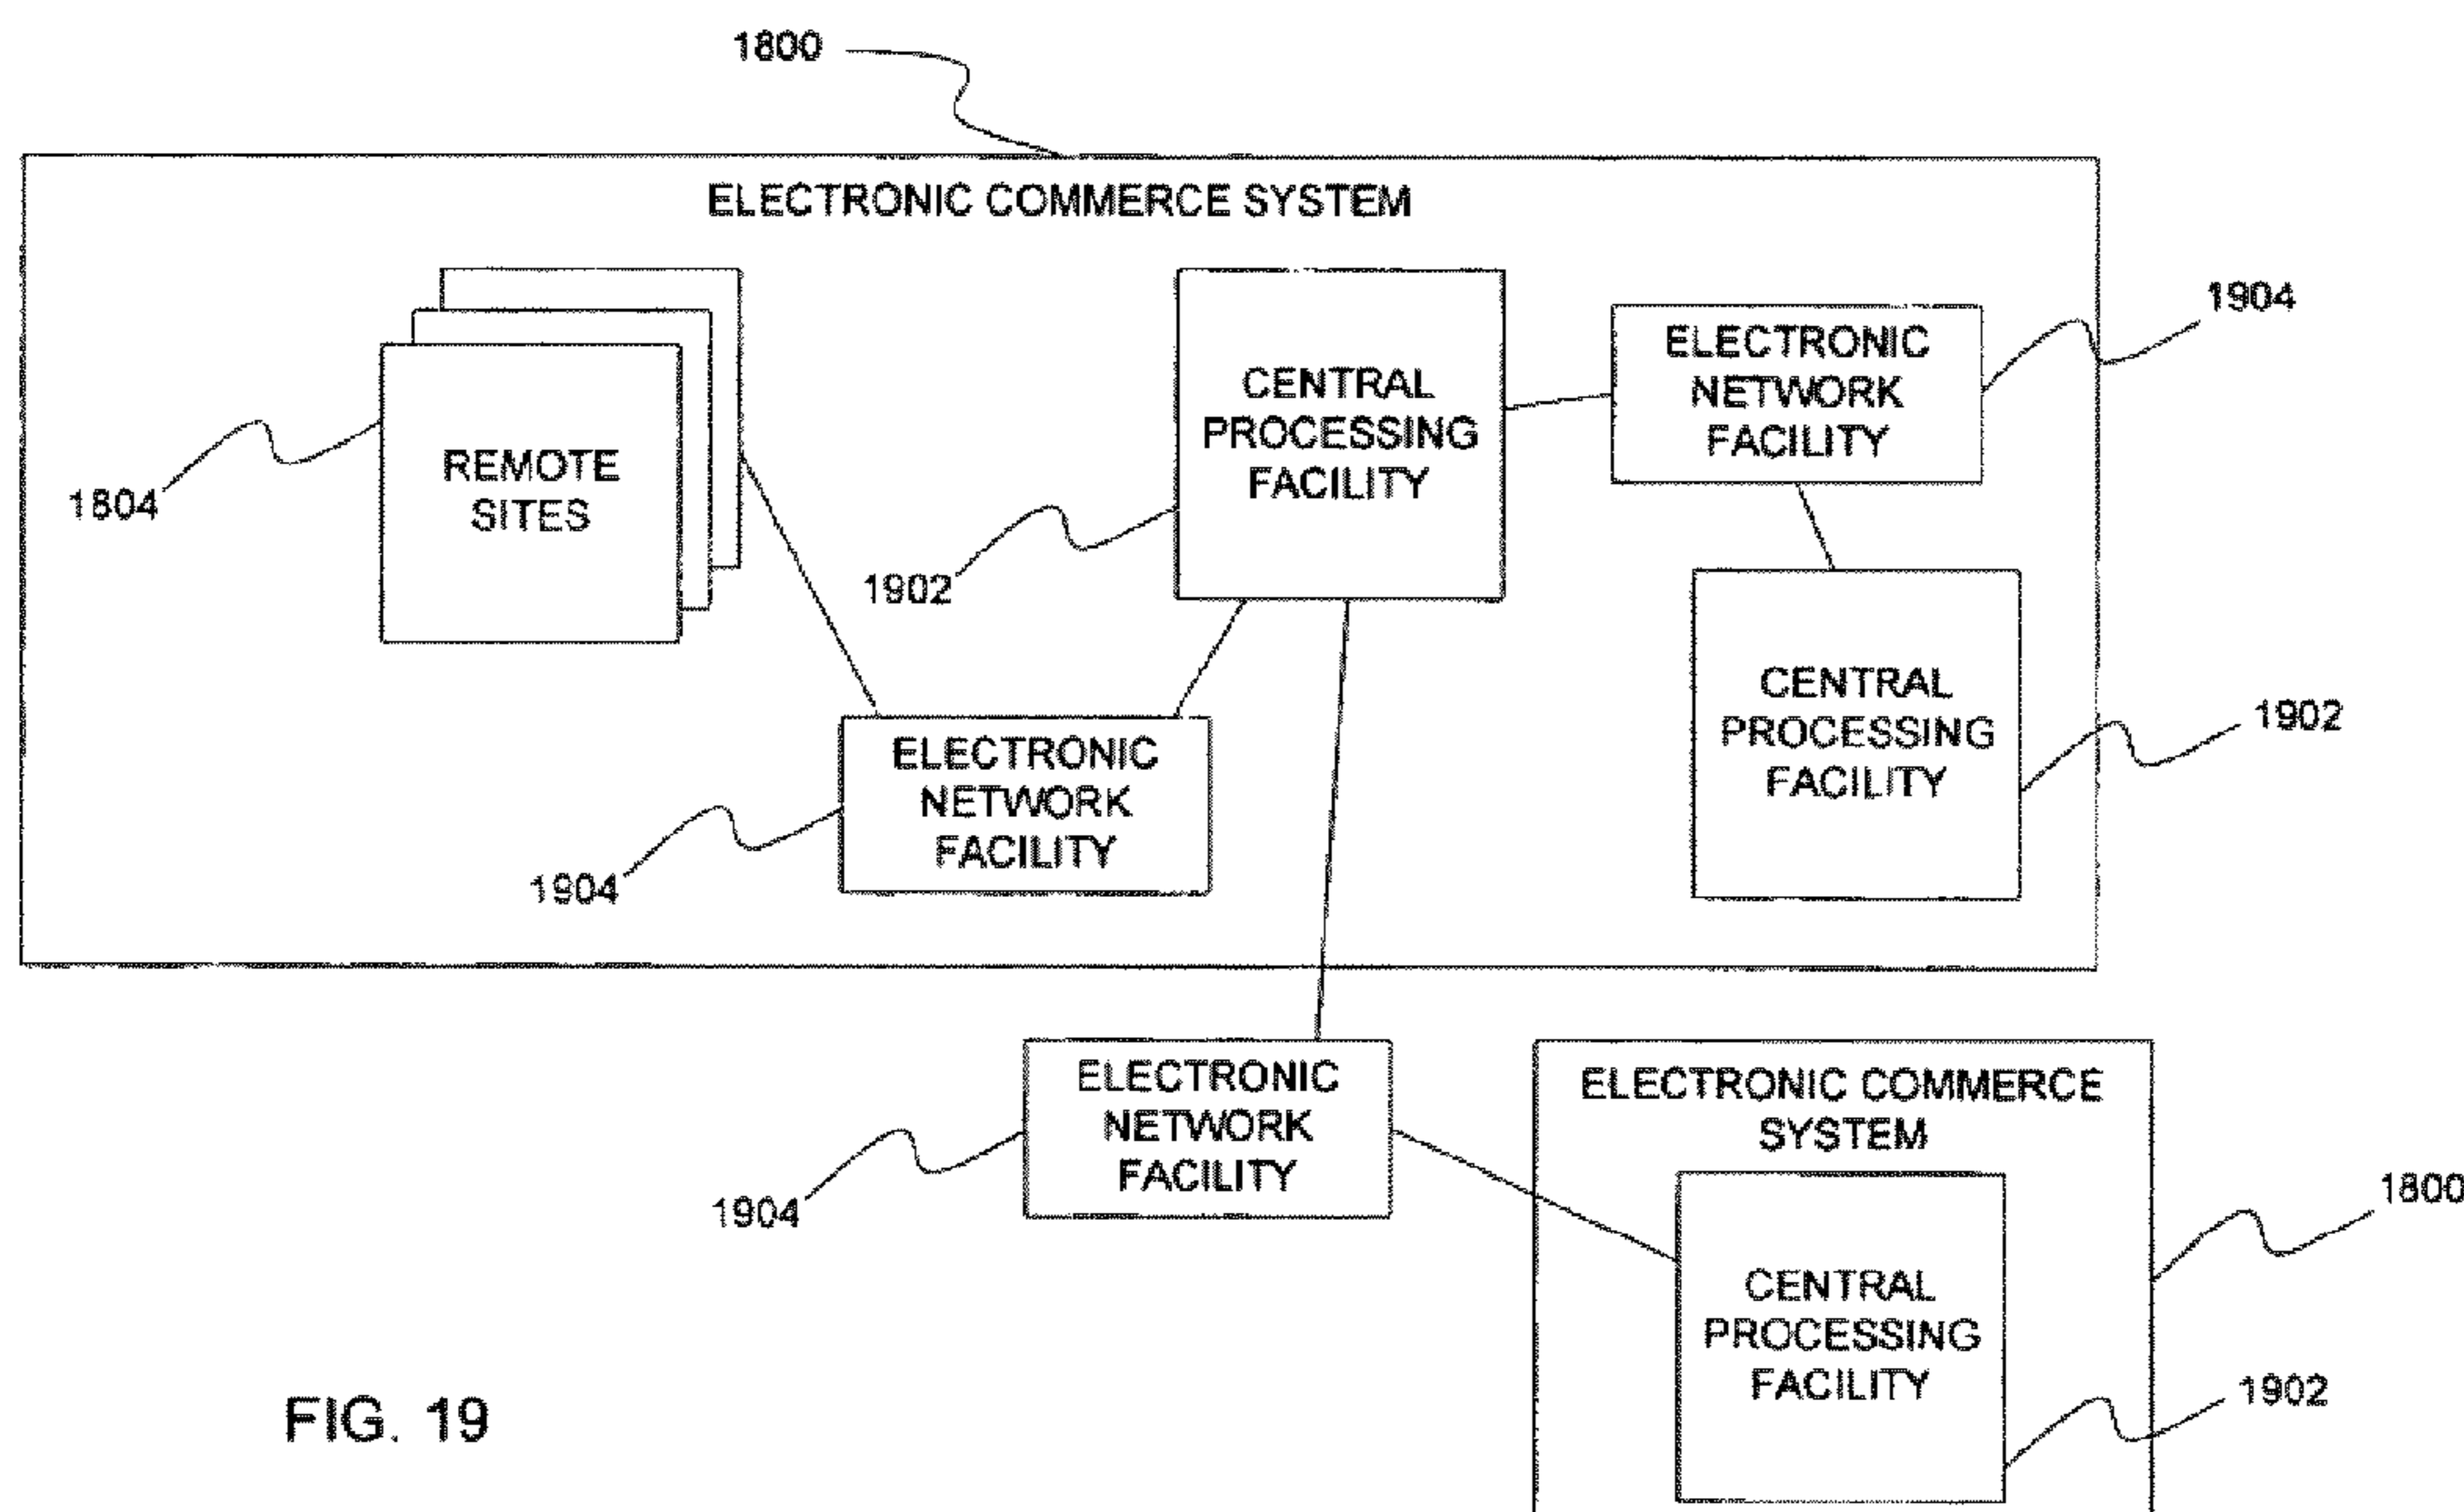 1800
ELECTRONIC COMMERCE SYSTEM
1904
ELECTRONIC
NETWORK
FACILITY
CENTRAL
PROCESSING
FACILITY
REMOTE
SITES
1804
1902
CENTRAL
PROCESSING
FACILITY
1902
ELECTRONIC
NETWORK
FACILITY
1904
ELECTRONIC
NETWORK
FACILITY
1904
ELECTRONIC COMMERCE
SYSTEM
1800
CENTRAL
PROCESSING
FACILITY
1902
FIG. 19